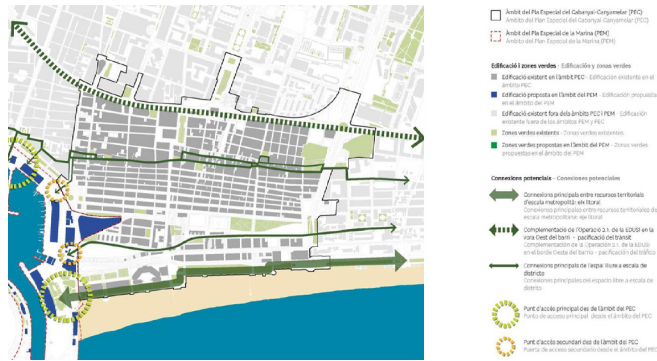 Àmbit del Pla Especial del Cabanyal-Canyamelar (PEC)
Ámbito del Plan Especial del Cabanyal-Canyamelar (PEC)
Àmbit del Pla Especial de la Marina (PEM)
Ámbito del Plan Especial de la Marina (PEM)
Edificació i zones verdes - Edificación y zonas verdes
Edificació existent en l'àmbit PEC - Edificación existente en el
ámbito PEC
Edificació proposta en l'àmbit del PEM - Edificación propuesta
en el ámbito del PEM
Edificació existent fora dels àmbits PEC i PEM - Edificación
existente fuera de los ámbitos PEM y PEC
Zones verdes existents - Zonas verdes existentes
Zones verdes propostes en l'àmbit del PEM - Zonas verdes
propuestas en el ámbito del PEM
Connexions potencials - Conexiones potenciales
Connexions principals entre recursos territorials
d'escala metropolità: eix litoral
Conexiones principales entre recursos territoriales de
escala metropolitana: eje litoral
Complementació de l'Operació 2.1. de la EDUSI en la
vora Oest del barri - pacificació del trànsit
Complementación de la Operación 2.1. de la EDUSI
en el borde Oeste del barrio - pacificación del tráfico
Connexions principals de l'espai lliure a escala de
districte
Conexiones principales del espacio libre a escala de
distrito
Punt d'accés principal des de l'àmbit del PEC
Punto de acceso principal desde el ámbito del PEC
Punt d'accés secundari des de l'àmbit del PEC
Puerta de acceso secundario desde el ámbito del PEC